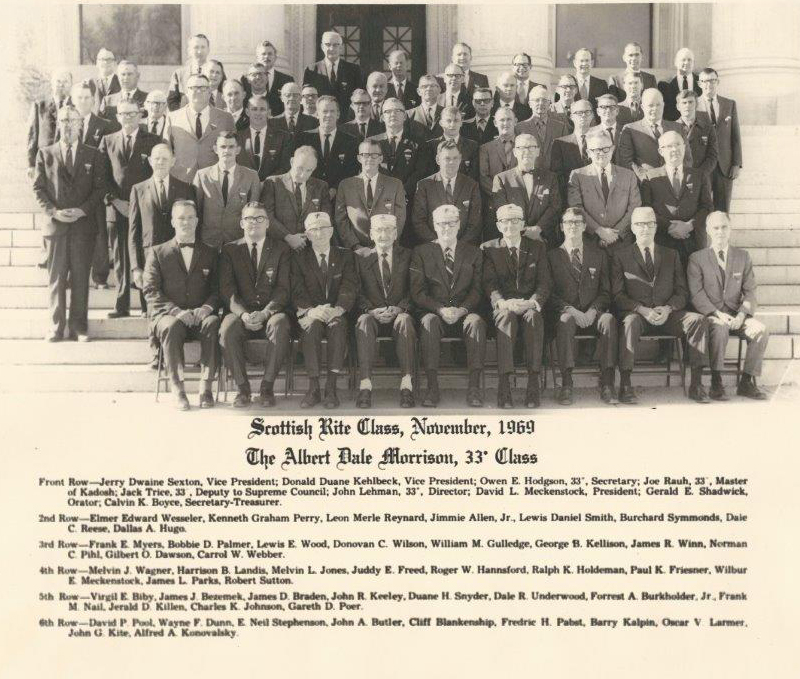 Scottish Rite Class, November, 1969
The Albert Dale Morrison, 33° Class
Front Row—Jerry Dwaine Sexton, Vice President; Donald Duane Kehlbeck, Vice President; Owen E. Hodgson, 33°, Secretary; Joe Rauh, 33°, Master
of Kadosh; Jack Trice, 33°, Deputy to Supreme Council; John Lehman, 33°, Director; David L. Meckenstock, President; Gerald E. Shadwick,
Orator; Calvin K. Boyce, Secretary-Treasurer.
2nd Row—Elmer Edward Wesseler, Kenneth Graham Perry, Leon Merle Reynard, Jimmie Allen, Jr., Lewis Daniel Smith, Burchard Symmonds, Dale
C. Reese, Dallas A. Hugo.
3rd Row—Frank E. Myers, Bobbie D. Palmer, Lewis E. Wood, Donovan C. Wilson, William M. Gulledge, George B. Kellison, James R. Winn, Norman
C. Pihl, Gilbert O. Dawson, Carrol W. Webber.
4th Row—Melvin J. Wagner, Harrison B. Landis, Melvin L. Jones, Juddy E. Freed, Roger W. Hannsford, Ralph K. Holdeman, Paul K. Friesner, Wilbur
E. Meckenstock, James L. Parks, Robert Sutton.
5th Row—Virgil E. Biby, James J. Bezemek, James D. Braden, John R. Keeley, Duane H. Snyder, Dale R. Underwood, Forrest A. Burkholder, Jr., Frank
M. Nail, Jerald D. Killen, Charles K. Johnson, Gareth D. Poer.
6th Row—David P. Pool, Wayne F. Dunn, E. Neil Stephenson, John A. Butler, Cliff Blankenship, Fredric H. Pabst, Barry Kalpin, Oscar V. Larmer,
John G. Kite, Alfred A. Konovalsky.